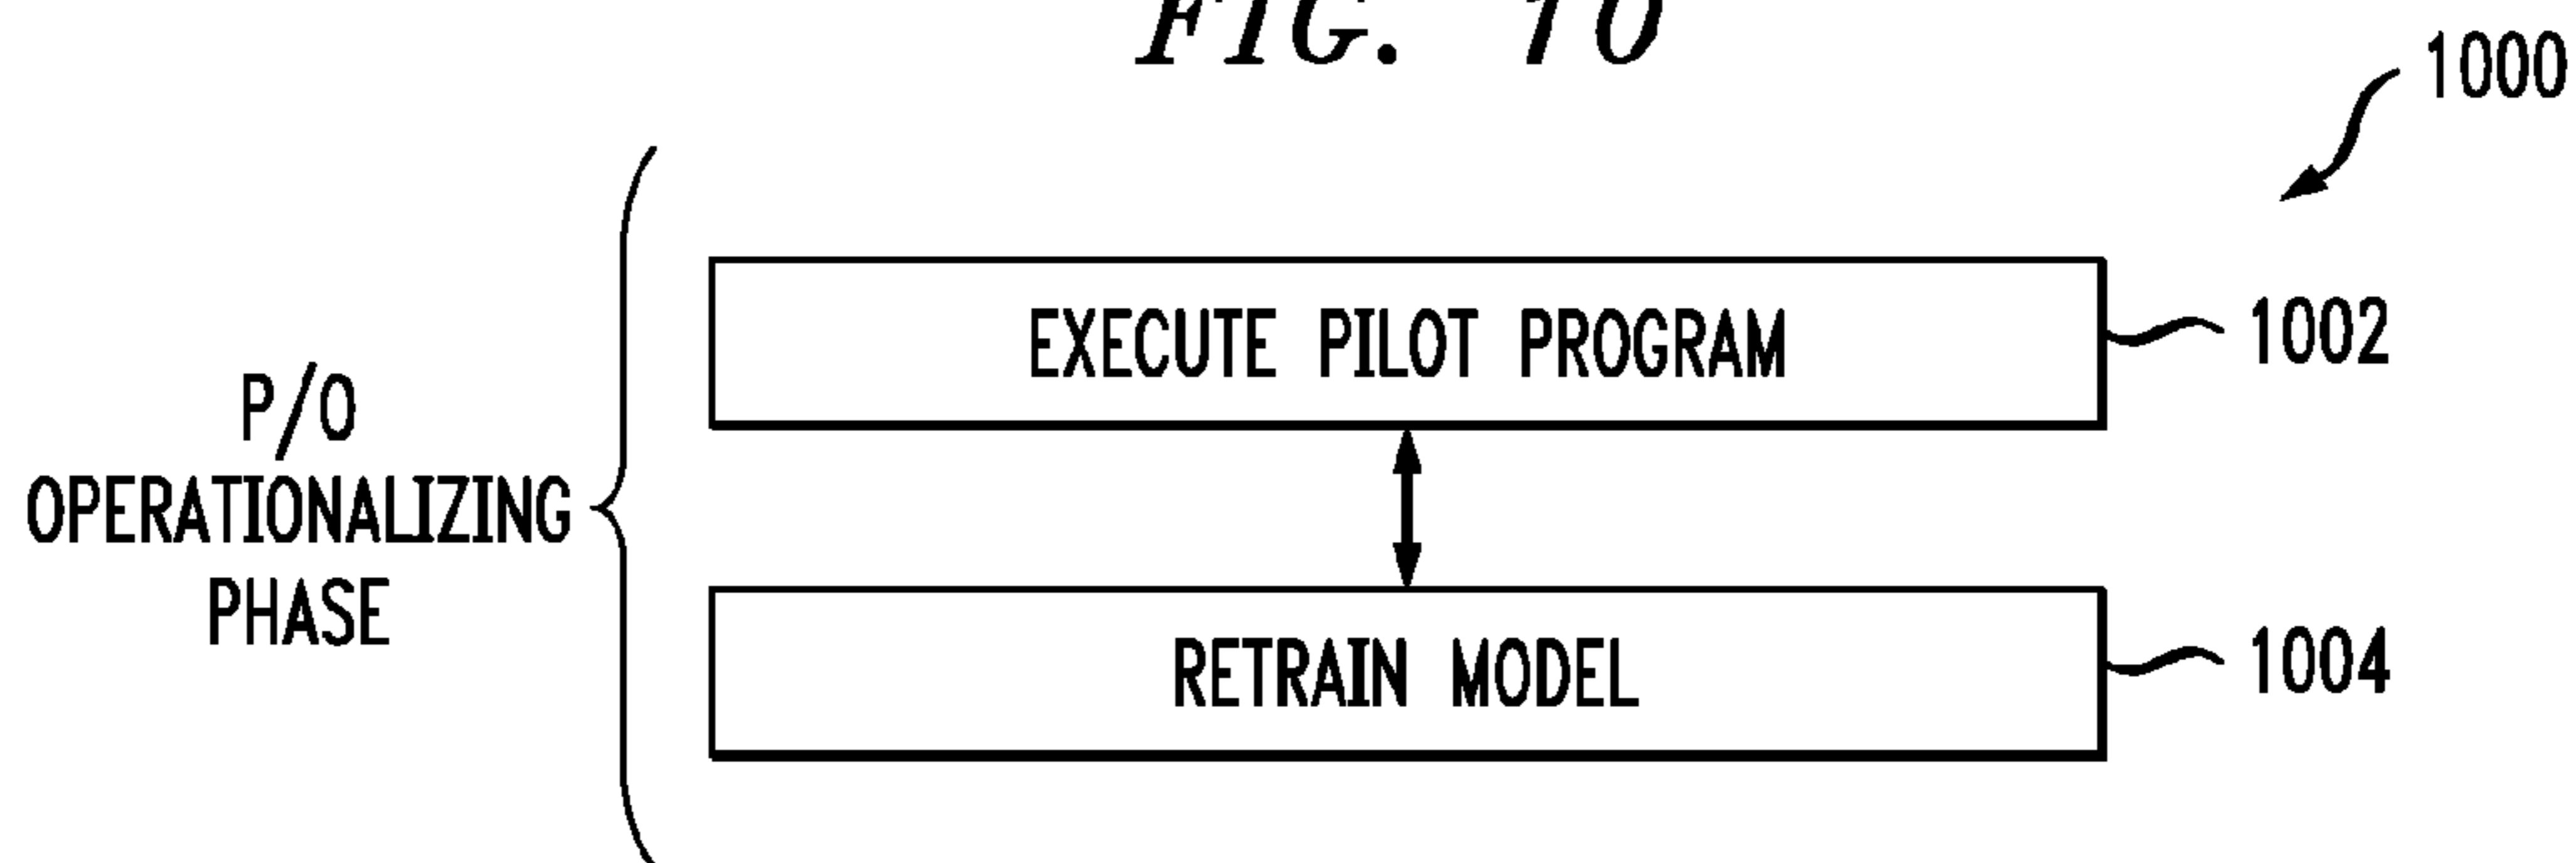 FIG. 10
1000
EXECUTE PILOT PROGRAM
1002
P/O
OPERATIONALIZING
PHASE
RETRAIN MODEL
1004